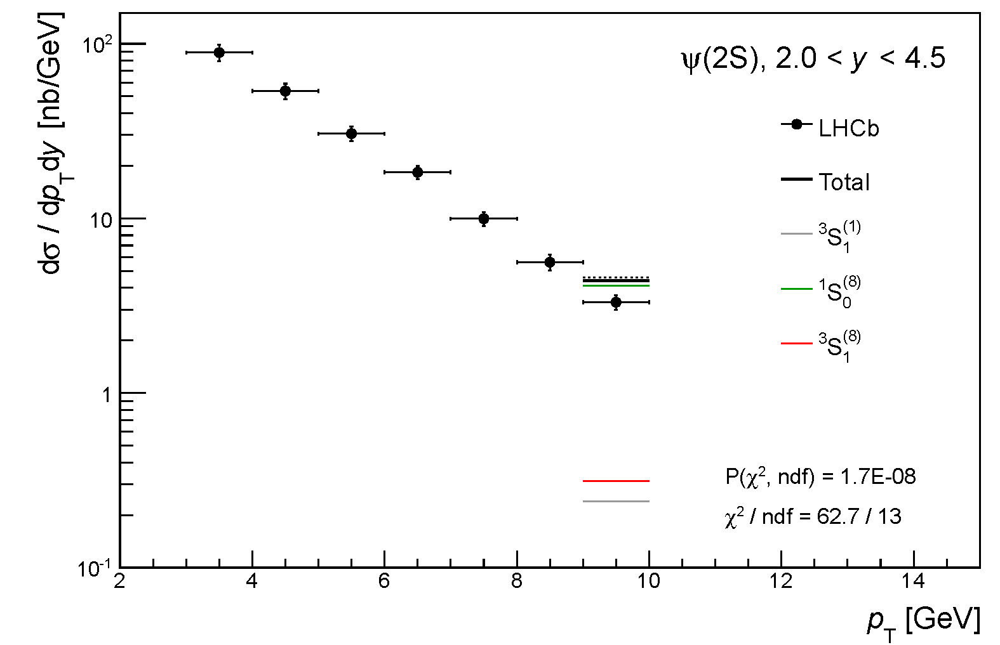 dσ / dp_T dy [nb/GeV]
10²
10
1
10⁻¹
ψ(2S), 2.0 < y < 4.5
LHCb
Total
³S₁⁽¹⁾
¹S₀⁽⁸⁾
³S₁⁽⁸⁾
P(χ², ndf) = 1.7E-08
χ² / ndf = 62.7 / 13
2 4 6 8 10 12 14
p_T [GeV]